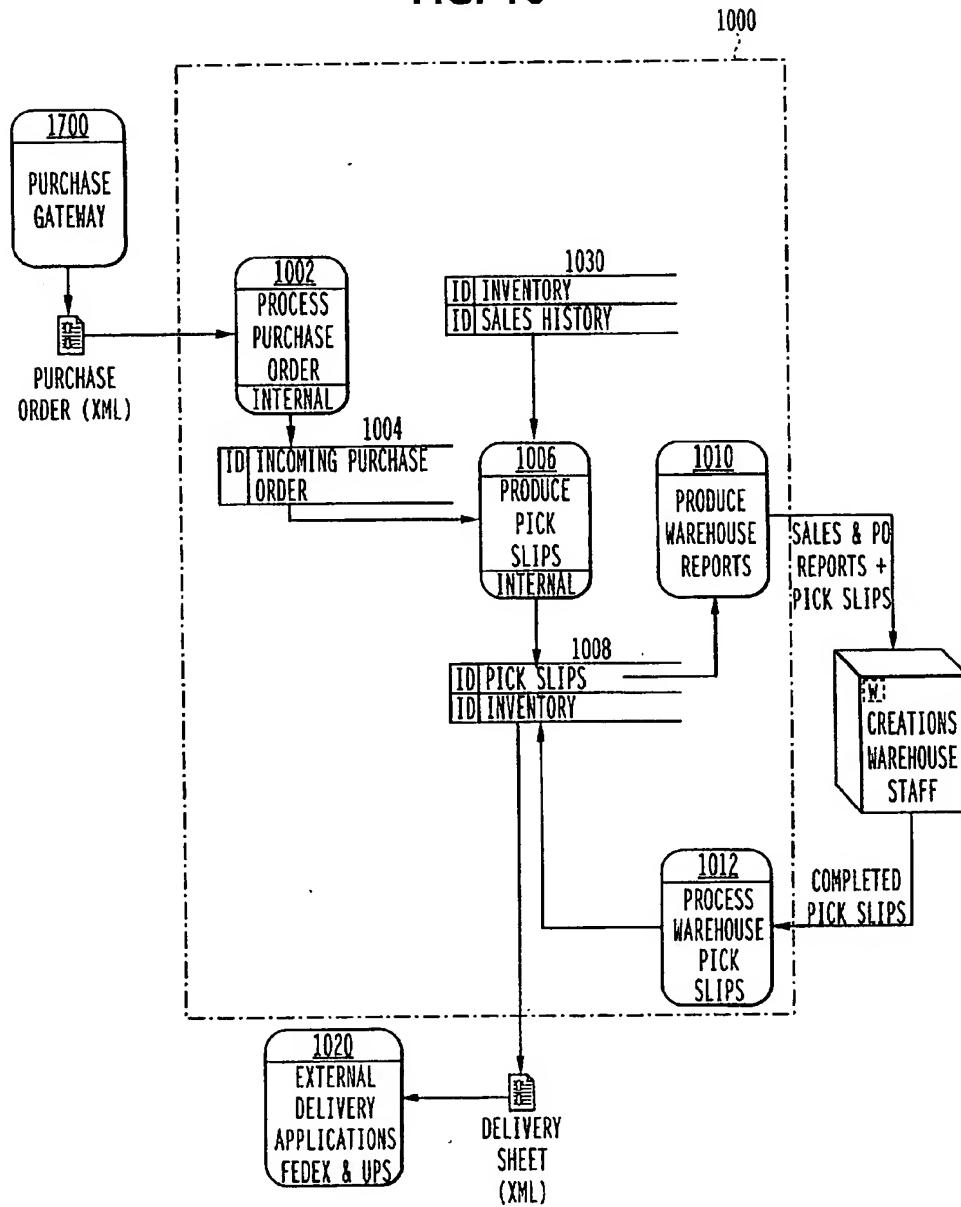 1000
1700
PURCHASE
GATEWAY
PURCHASE
ORDER (XML)
1002
PROCESS
PURCHASE
ORDER
INTERNAL
1030
ID INVENTORY
ID SALES HISTORY
1004
ID INCOMING PURCHASE
ORDER
1006
PRODUCE
PICK
SLIPS
INTERNAL
1010
PRODUCE
WAREHOUSE
REPORTS
SALES & PO
REPORTS +
PICK SLIPS
1008
ID PICK SLIPS
ID INVENTORY
W
CREATIONS
WAREHOUSE
STAFF
COMPLETED
PICK SLIPS
1012
PROCESS
WAREHOUSE
PICK
SLIPS
1020
EXTERNAL
DELIVERY
APPLICATIONS
FEDEX & UPS
DELIVERY
SHEET
(XML)